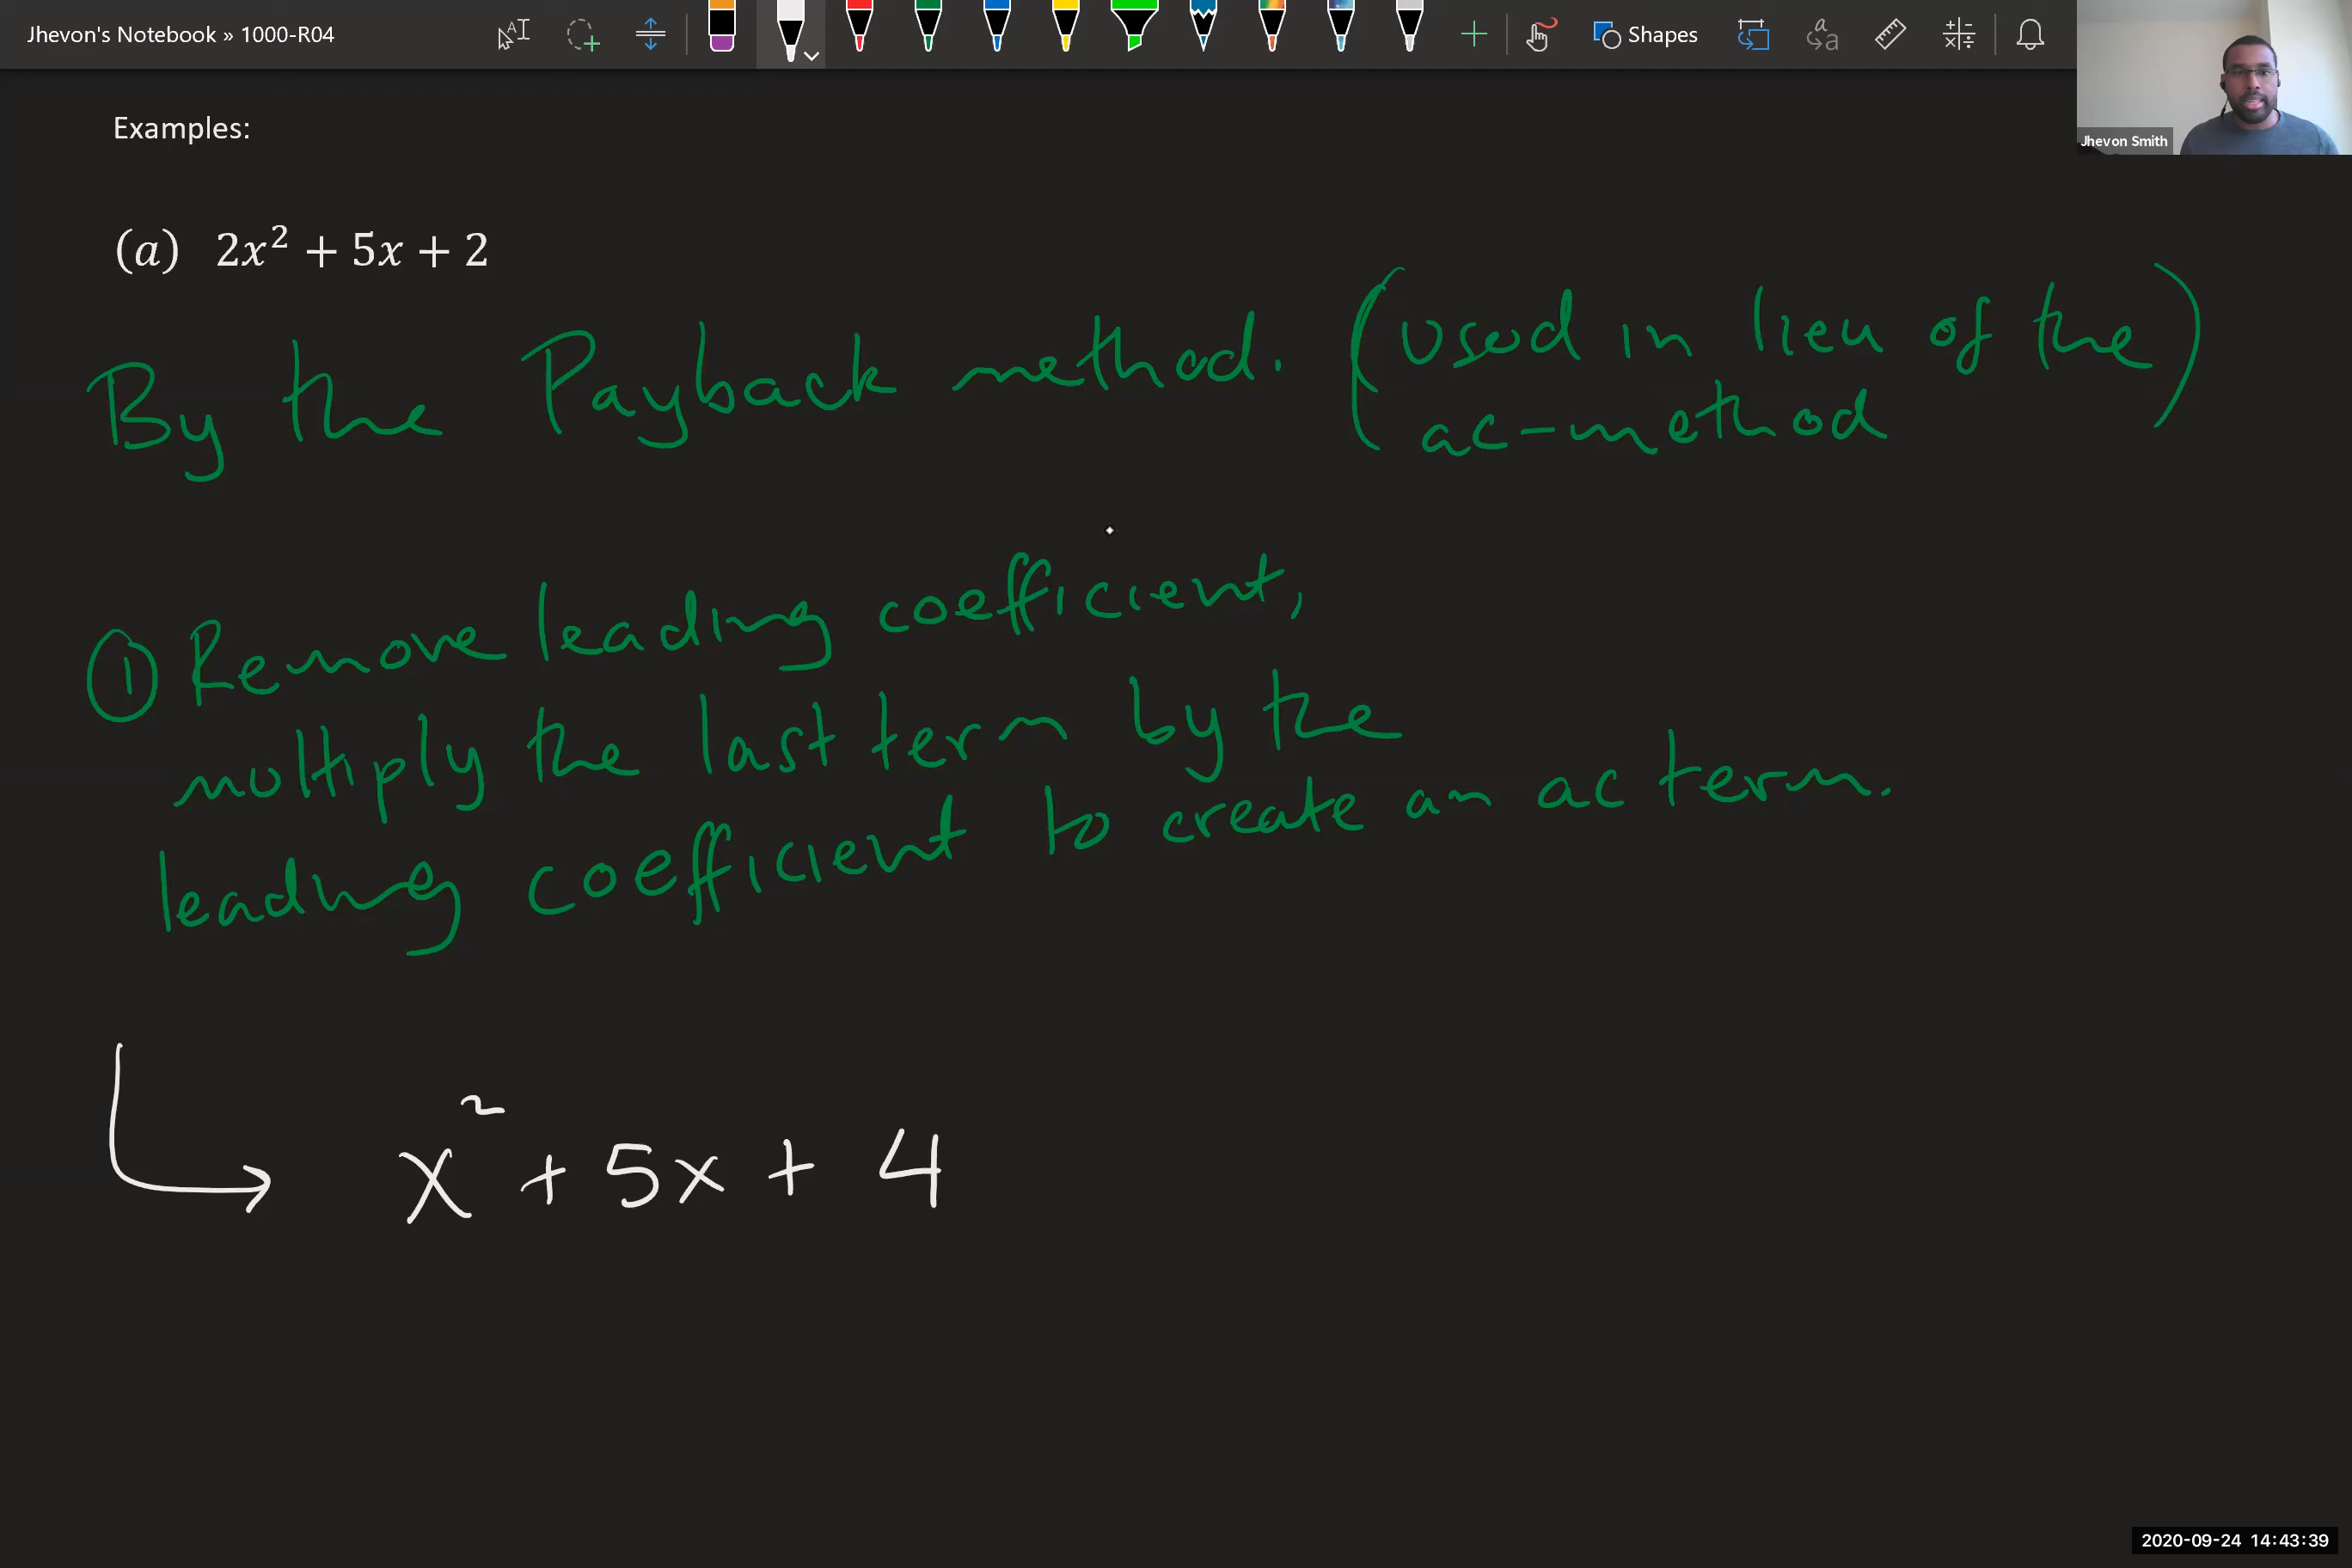 Jhevon's Notebook » 1000-R04
Shapes
Jhevon Smith
Examples:
(a) 2x² + 5x + 2
By the Payback method. (Used in lieu of the
ac-method)
① Remove leading coefficient,
multiply the last term by the
leading coefficient to create an ac term.
x² + 5x + 4
2020-09-24 14:43:39